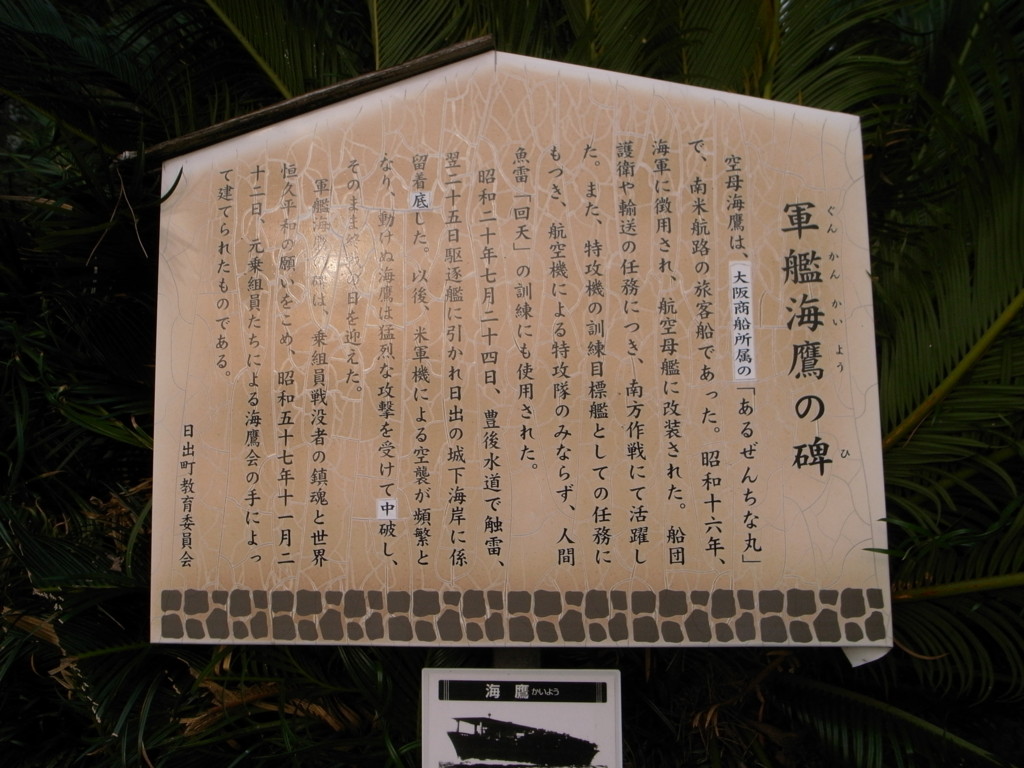 軍艦海鷹の碑
ぐんかんかいようひ
空母海鷹は、大阪商船所属の「あるぜんちな丸」
で、南米航路の旅客船であった。昭和十六年、
海軍に徴用され、航空母艦に改装された。船団
護衛や輸送の任務につき、南方作戦にて活躍し
た。また、特攻機の訓練目標艦としての任務に
もつき、航空機による特攻隊のみならず、人間
魚雷「回天」の訓練にも使用された。
昭和二十年七月二十四日、豊後水道で触雷、
翌二十五日駆逐艦に引かれ日出の城下海岸に係
留着底した。以後、米軍機による空襲が頻繁と
なり、動けぬ海鷹は猛烈な攻撃を受けて中破し、
そのまま終戦の日を迎えた。
軍艦海鷹の碑は、乗組員戦没者の鎮魂と世界
恒久平和の願いをこめ、昭和五十七年十一月二
十二日、元乗組員たちによる海鷹会の手によっ
て建てられたものである。
日出町教育委員会
海鷹かいよう